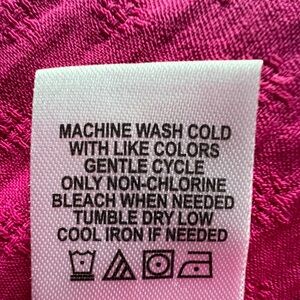 MACHINE WASH COLD
WITH LIKE COLORS
GENTLE CYCLE
ONLY NON-CHLORINE
BLEACH WHEN NEEDED
TUMBLE DRY LOW
COOL IRON IF NEEDED